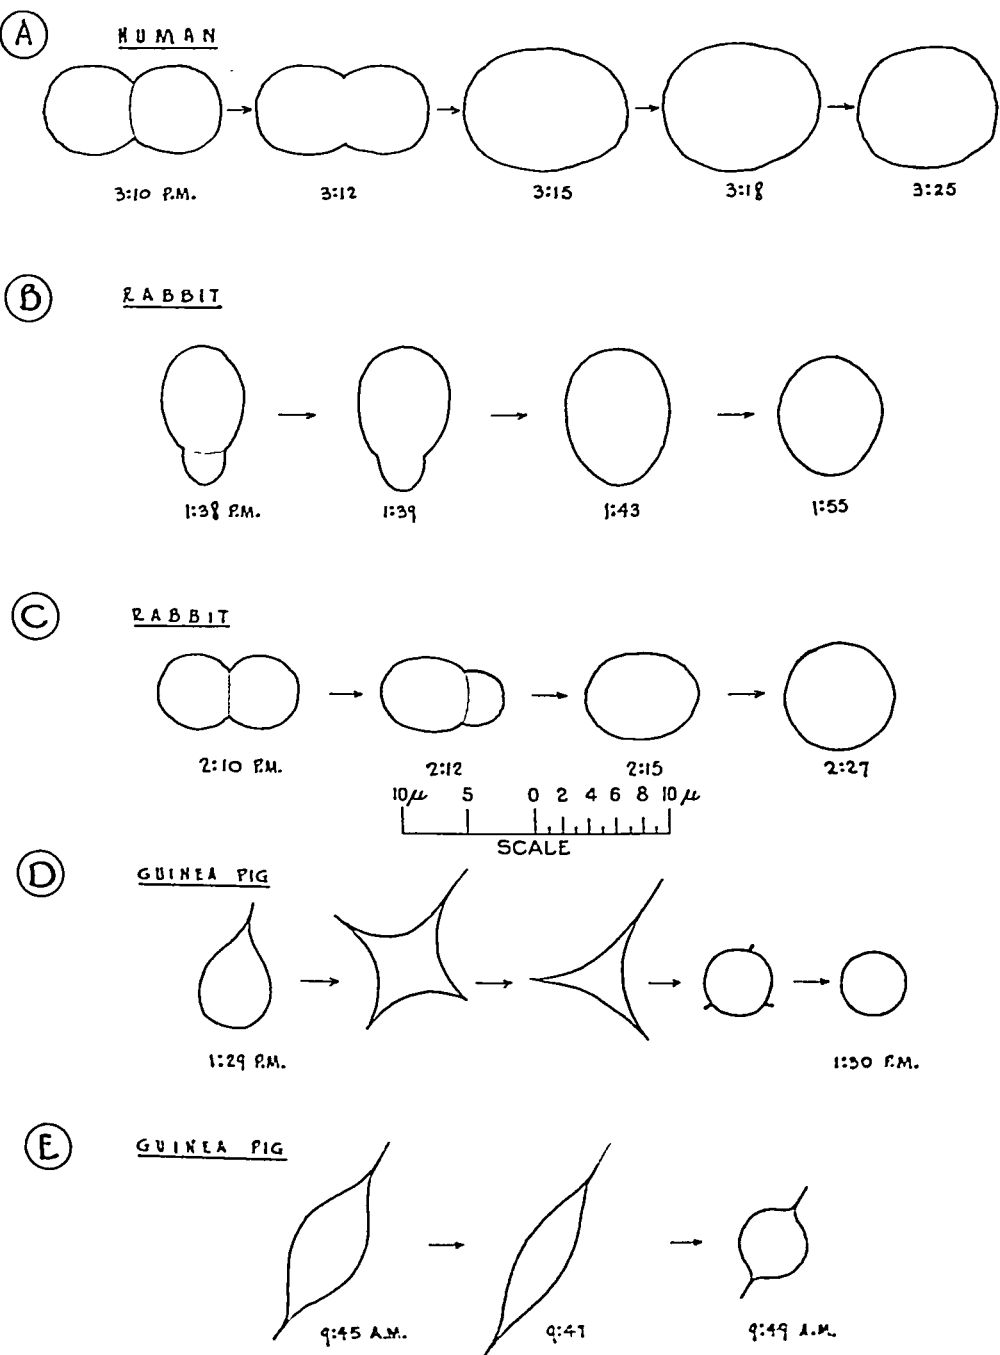 A
HUMAN
3:10 P.M. 3:12 3:15 3:18 3:25
B
RABBIT
1:38 P.M. 1:39 1:43 1:55
C
RABBIT
2:10 P.M. 2:12 2:15 2:27
10μ 5 0 2 4 6 8 10μ
SCALE
D
GUINEA PIG
1:29 P.M. 1:30 P.M.
E
GUINEA PIG
9:45 A.M. 9:47 9:49 A.M.